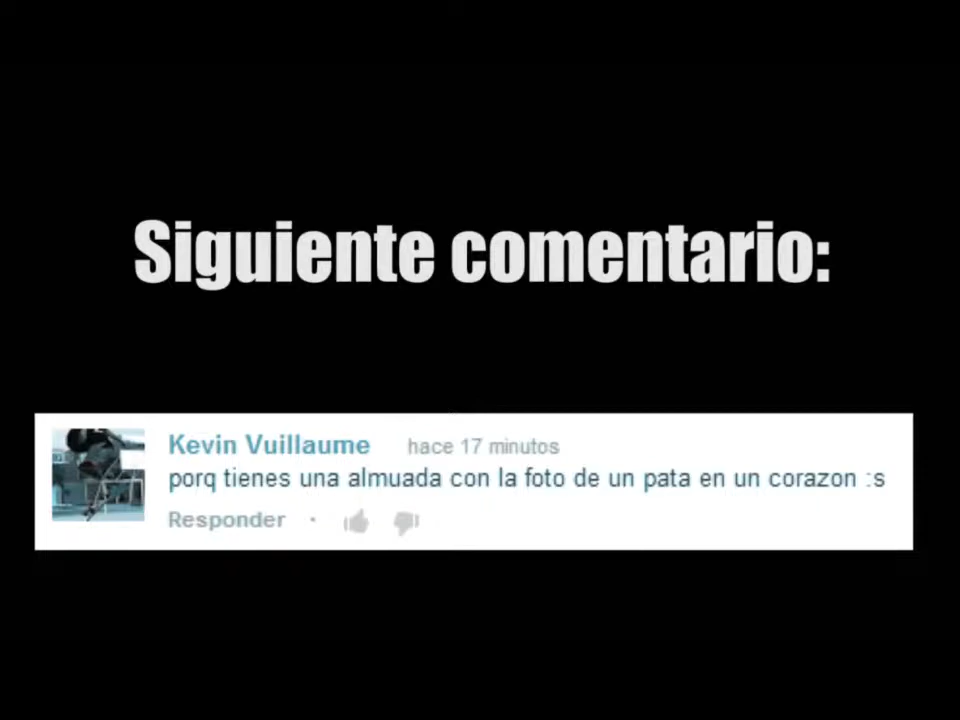 Siguiente comentario:
Kevin Vuillaume hace 17 minutos
porq tienes una almuada con la foto de un pata en un corazon :s
Responder ·